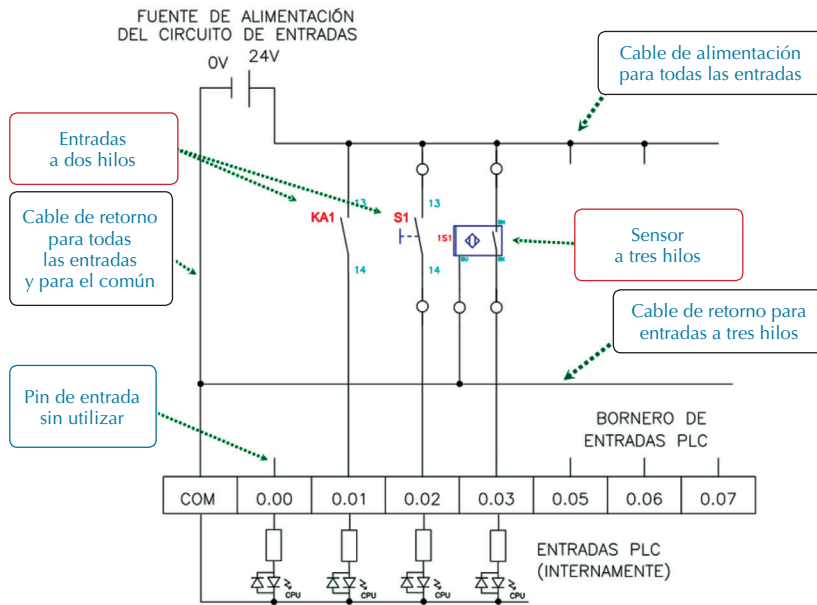 FUENTE DE ALIMENTACIÓN
DEL CIRCUITO DE ENTRADAS
0V
24V
Cable de alimentación
para todas las entradas
Entradas
a dos hilos
Cable de retorno
para todas
las entradas
y para el común
13
KA1
14
13
S1
14
1S1
BN
BU
BK
Sensor
a tres hilos
Cable de retorno para
entradas a tres hilos
Pin de entrada
sin utilizar
BORNERO DE
ENTRADAS PLC
COM
0.00
0.01
0.02
0.03
0.05
0.06
0.07
CPU
CPU
CPU
CPU
ENTRADAS PLC
(INTERNAMENTE)